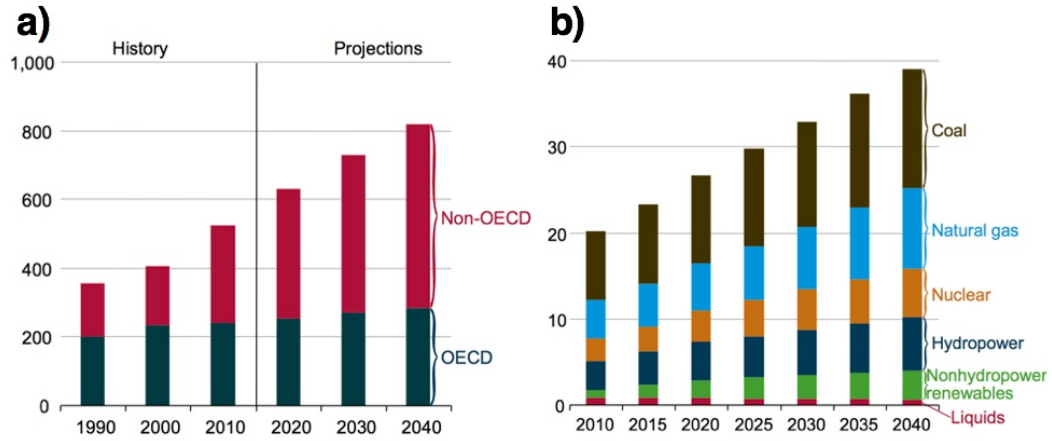 a)
History
Projections
1,000
800
600
400
200
0
Non-OECD
OECD
1990 2000 2010 2020 2030 2040
b)
40
30
20
10
0
Coal
Natural gas
Nuclear
Hydropower
Nonhydropower
renewables
Liquids
2010 2015 2020 2025 2030 2035 2040